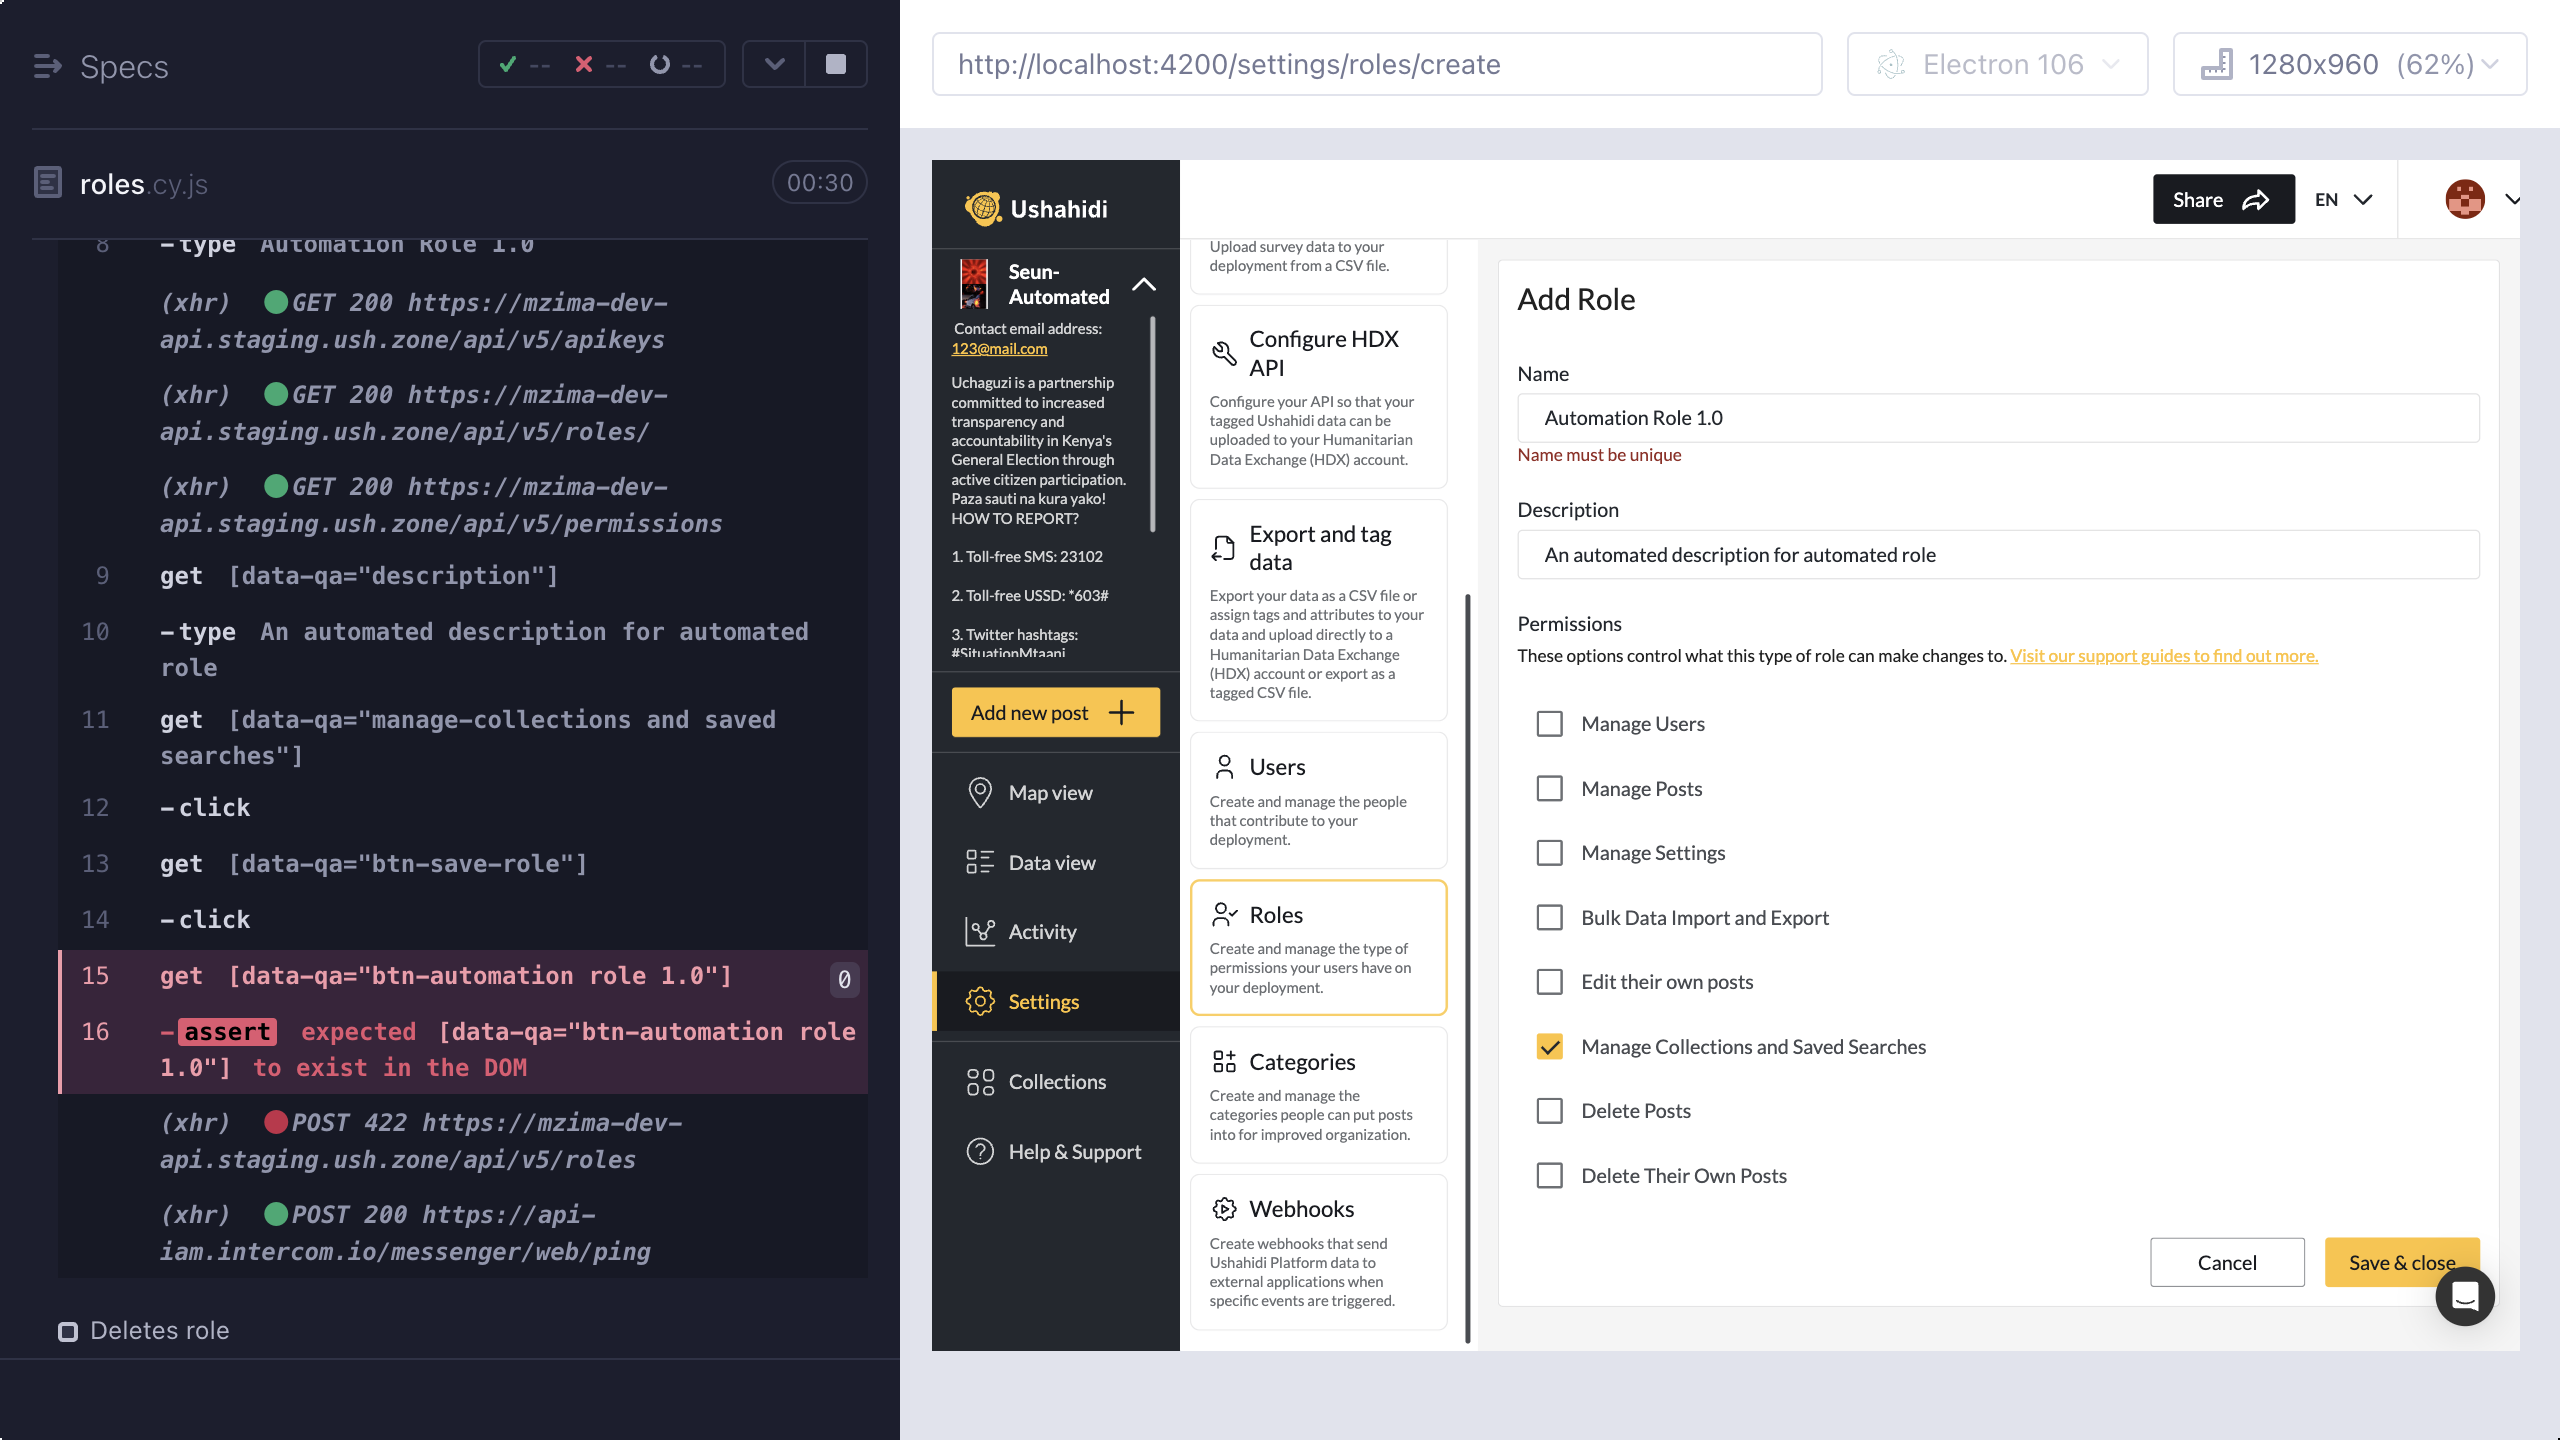 Specs
-- -- --
roles.cy.js
00:30
8 -type Automation Role 1.0
(xhr) GET 200 https://mzima-dev-
api.staging.ush.zone/api/v5/apikeys
(xhr) GET 200 https://mzima-dev-
api.staging.ush.zone/api/v5/roles/
(xhr) GET 200 https://mzima-dev-
api.staging.ush.zone/api/v5/permissions
9 get [data-qa="description"]
10 -type An automated description for automated
role
11 get [data-qa="manage-collections and saved
searches"]
12 -click
13 get [data-qa="btn-save-role"]
14 -click
15 get [data-qa="btn-automation role 1.0"] 0
16 -assert expected [data-qa="btn-automation role
1.0"] to exist in the DOM
(xhr) POST 422 https://mzima-dev-
api.staging.ush.zone/api/v5/roles
(xhr) POST 200 https://api-
iam.intercom.io/messenger/web/ping
Deletes role
http://localhost:4200/settings/roles/create
Electron 106
1280x960 (62%)
Ushahidi
Share
EN
Seun-
Automated
Contact email address:
123@mail.com
Uchaguzi is a partnership
committed to increased
transparency and
accountability in Kenya's
General Election through
active citizen participation.
Paza sauti na kura yako!
HOW TO REPORT?
1. Toll-free SMS: 23102
2. Toll-free USSD: *603#
3. Twitter hashtags:
#SituationMtaani
Add new post
Map view
Data view
Activity
Settings
Collections
Help & Support
Upload survey data to your
deployment from a CSV file.
Configure HDX
API
Configure your API so that your
tagged Ushahidi data can be
uploaded to your Humanitarian
Data Exchange (HDX) account.
Export and tag
data
Export your data as a CSV file or
assign tags and attributes to your
data and upload directly to a
Humanitarian Data Exchange
(HDX) account or export as a
tagged CSV file.
Users
Create and manage the people
that contribute to your
deployment.
Roles
Create and manage the type of
permissions your users have on
your deployment.
Categories
Create and manage the
categories people can put posts
into for improved organization.
Webhooks
Create webhooks that send
Ushahidi Platform data to
external applications when
specific events are triggered.
Add Role
Name
Automation Role 1.0
Name must be unique
Description
An automated description for automated role
Permissions
These options control what this type of role can make changes to. Visit our support guides to find out more.
Manage Users
Manage Posts
Manage Settings
Bulk Data Import and Export
Edit their own posts
Manage Collections and Saved Searches
Delete Posts
Delete Their Own Posts
Cancel
Save & close